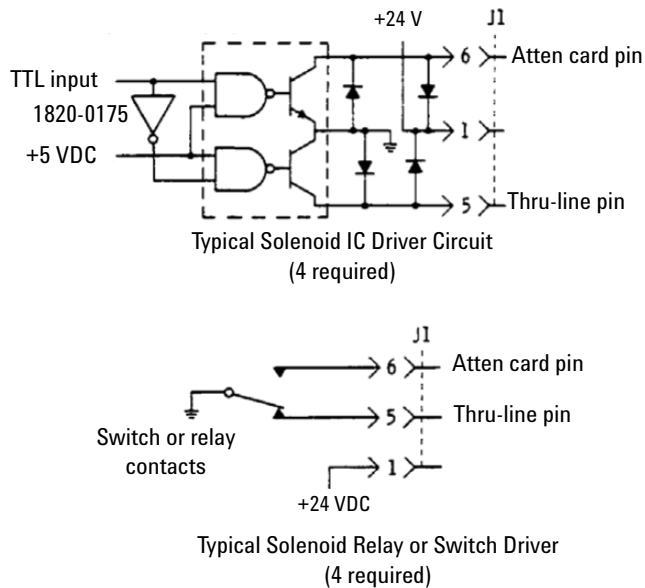 +24 V
J1
TTL input
6
Atten card pin
1820-0175
1
+5 VDC
5
Thru-line pin
Typical Solenoid IC Driver Circuit
(4 required)
J1
6
Atten card pin
5
Thru-line pin
Switch or relay
contacts
1
+24 VDC
Typical Solenoid Relay or Switch Driver
(4 required)